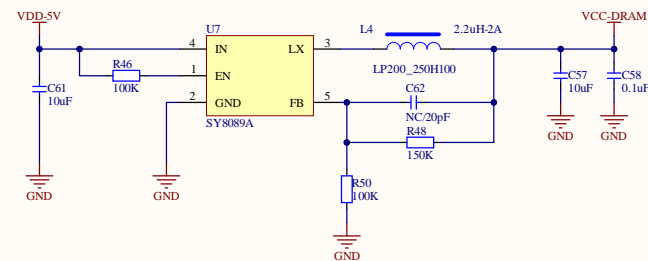 VDD-5V
VCC-DRAM
U7
L4
2.2uH-2A
4
IN
LX
3
R46
100K
1
EN
LP200_250H100
C61
10uF
C57
10uF
C58
0.1uF
2
GND
FB
5
C62
NC/20pF
SY8089A
R48
150K
GND
GND
R50
100K
GND
GND
GND